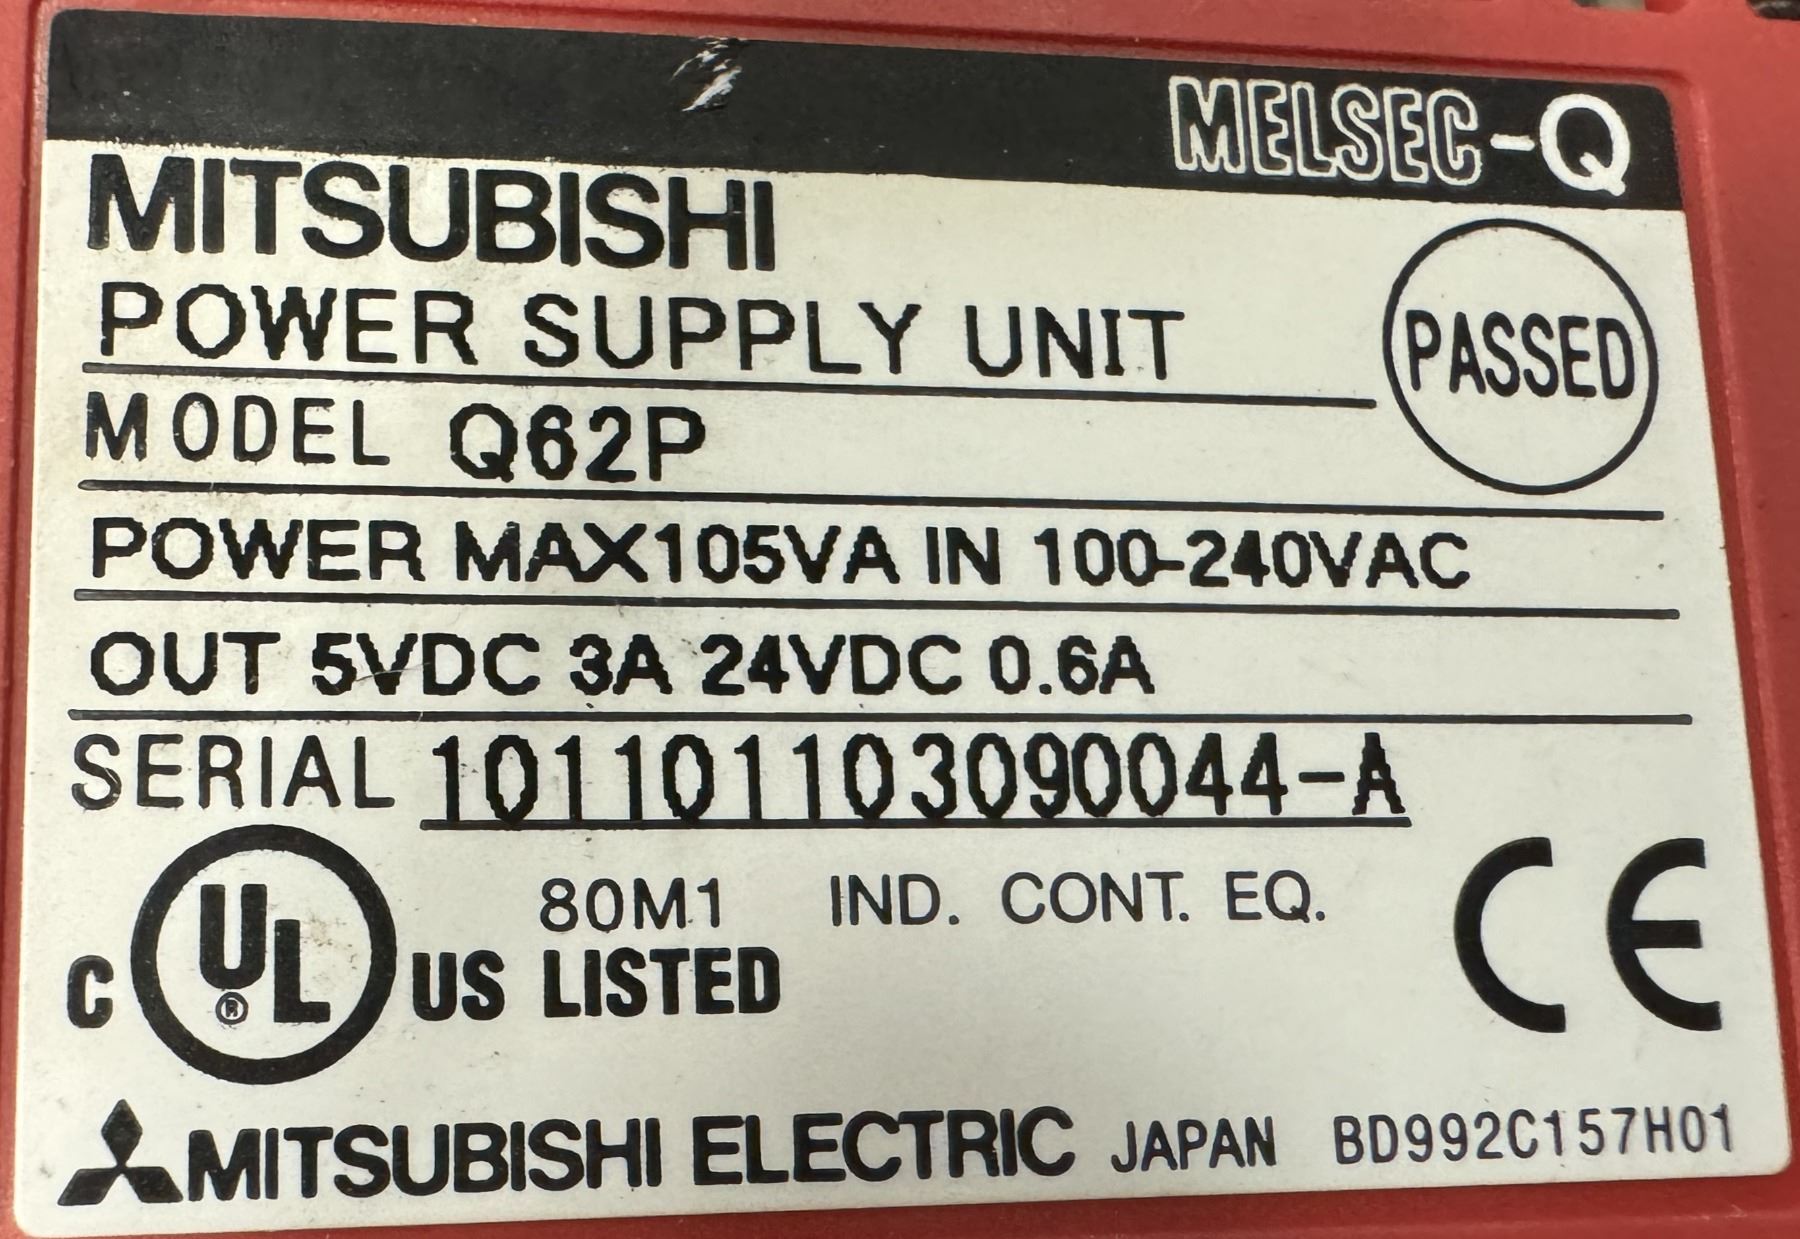 MELSEC-Q
MITSUBISHI
POWER SUPPLY UNIT
PASSED
MODEL Q62P
POWER MAX105VA IN 100-240VAC
OUT 5VDC 3A 24VDC 0.6A
SERIAL 101101103090044-A
80M1 IND. CONT. EQ.
C UL ® US LISTED
CE
MITSUBISHI ELECTRIC JAPAN BD992C157H01